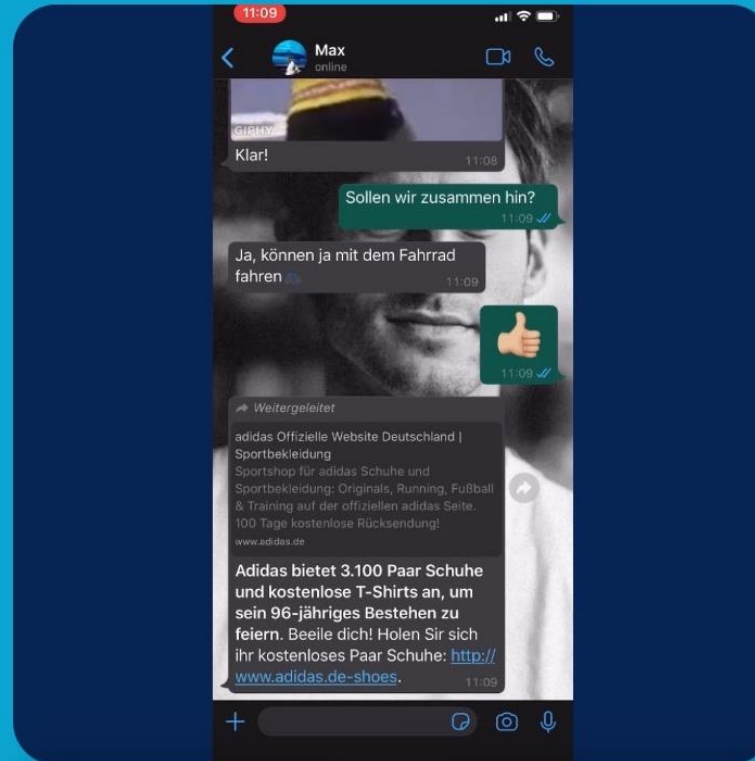 11:09
Max
online
GIPHY
Klar!
11:08
Sollen wir zusammen hin?
11:09
Ja, können ja mit dem Fahrrad
fahren
11:09
11:09
Weitergeleitet
adidas Offizielle Website Deutschland |
Sportbekleidung
Sportshop für adidas Schuhe und
Sportbekleidung: Originals, Running, Fußball
& Training auf der offiziellen adidas Seite.
100 Tage kostenlose Rücksendung!
www.adidas.de
Adidas bietet 3.100 Paar Schuhe
und kostenlose T-Shirts an, um
sein 96-jähriges Bestehen zu
feiern. Beeile dich! Holen Sir sich
ihr kostenloses Paar Schuhe: http://
www.adidas.de-shoes.
11:09